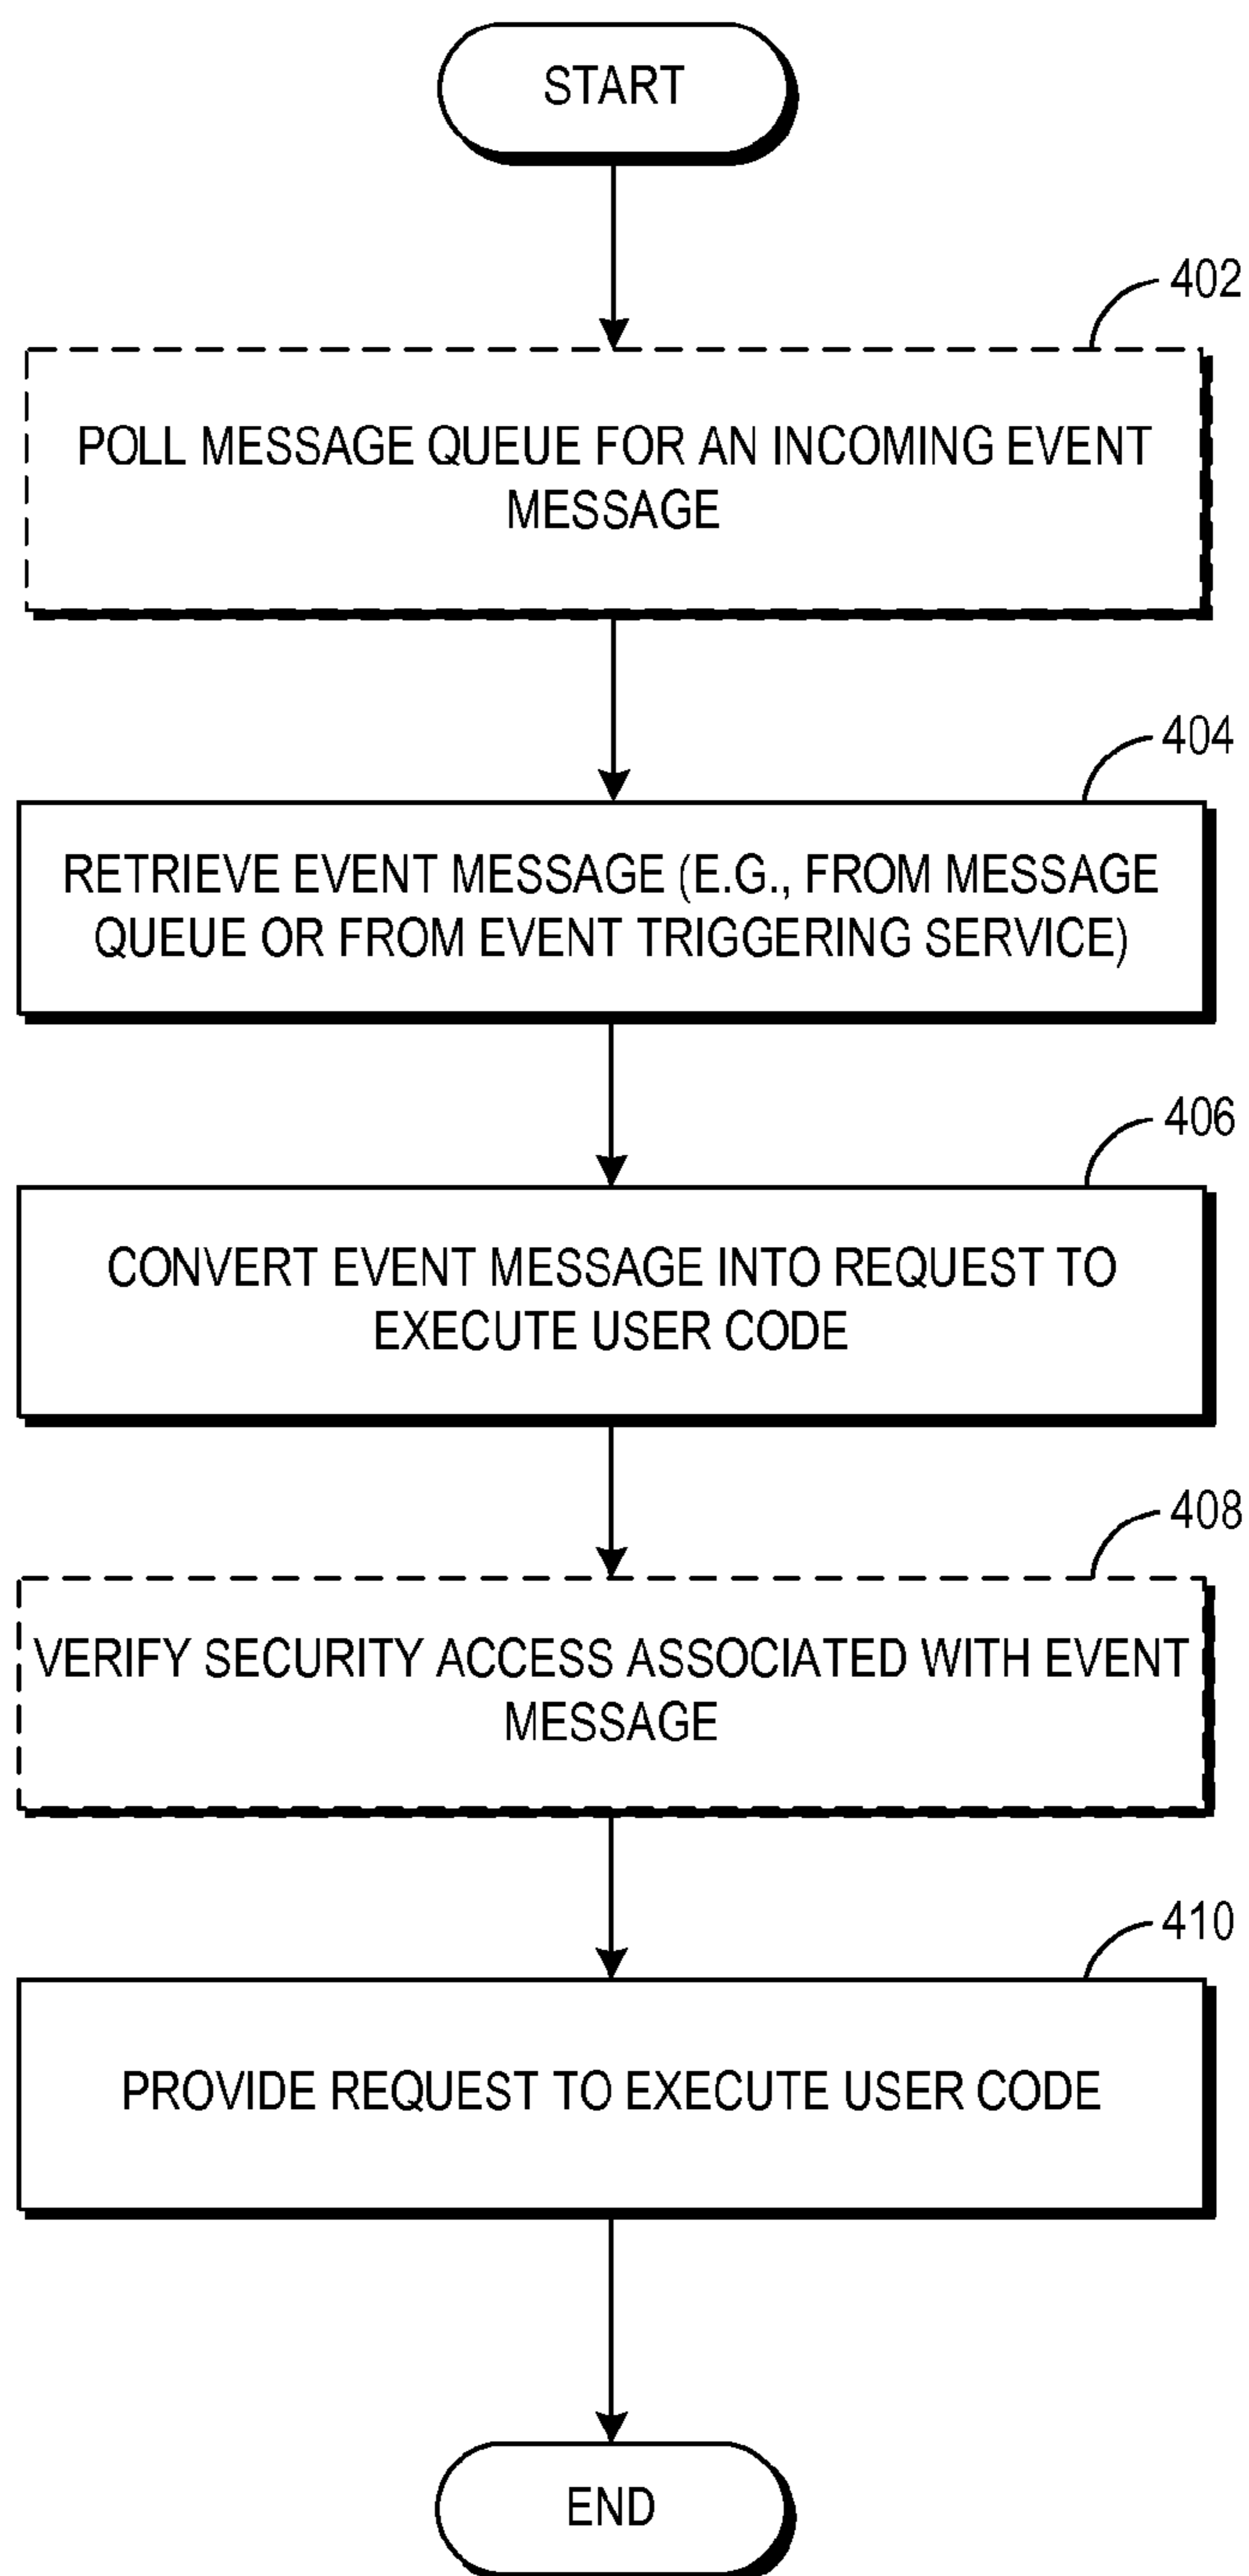 START
402
POLL MESSAGE QUEUE FOR AN INCOMING EVENT
MESSAGE
404
RETRIEVE EVENT MESSAGE (E.G., FROM MESSAGE
QUEUE OR FROM EVENT TRIGGERING SERVICE)
406
CONVERT EVENT MESSAGE INTO REQUEST TO
EXECUTE USER CODE
408
VERIFY SECURITY ACCESS ASSOCIATED WITH EVENT
MESSAGE
410
PROVIDE REQUEST TO EXECUTE USER CODE
END